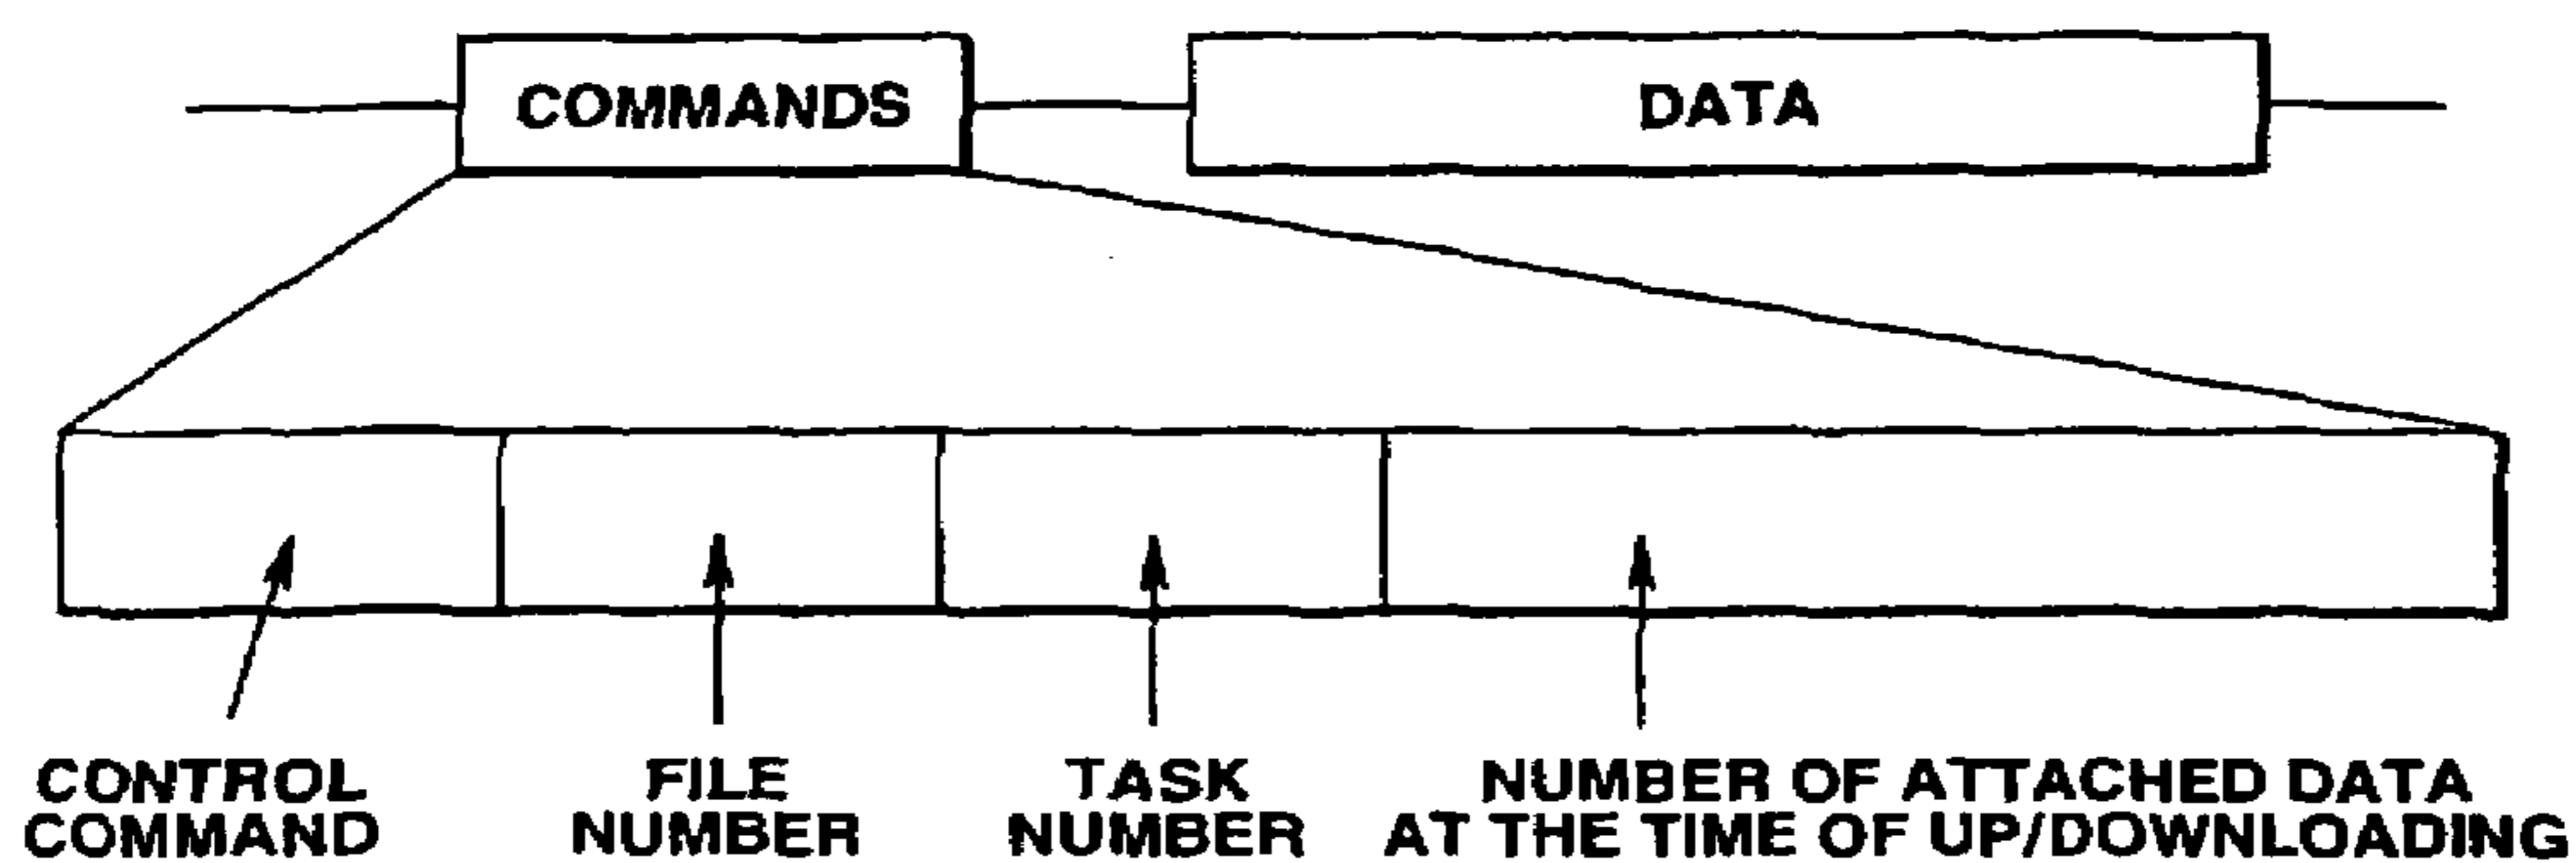 COMMANDS
DATA
CONTROL
COMMAND
FILE
NUMBER
TASK
NUMBER
NUMBER OF ATTACHED DATA
AT THE TIME OF UP/DOWNLOADING